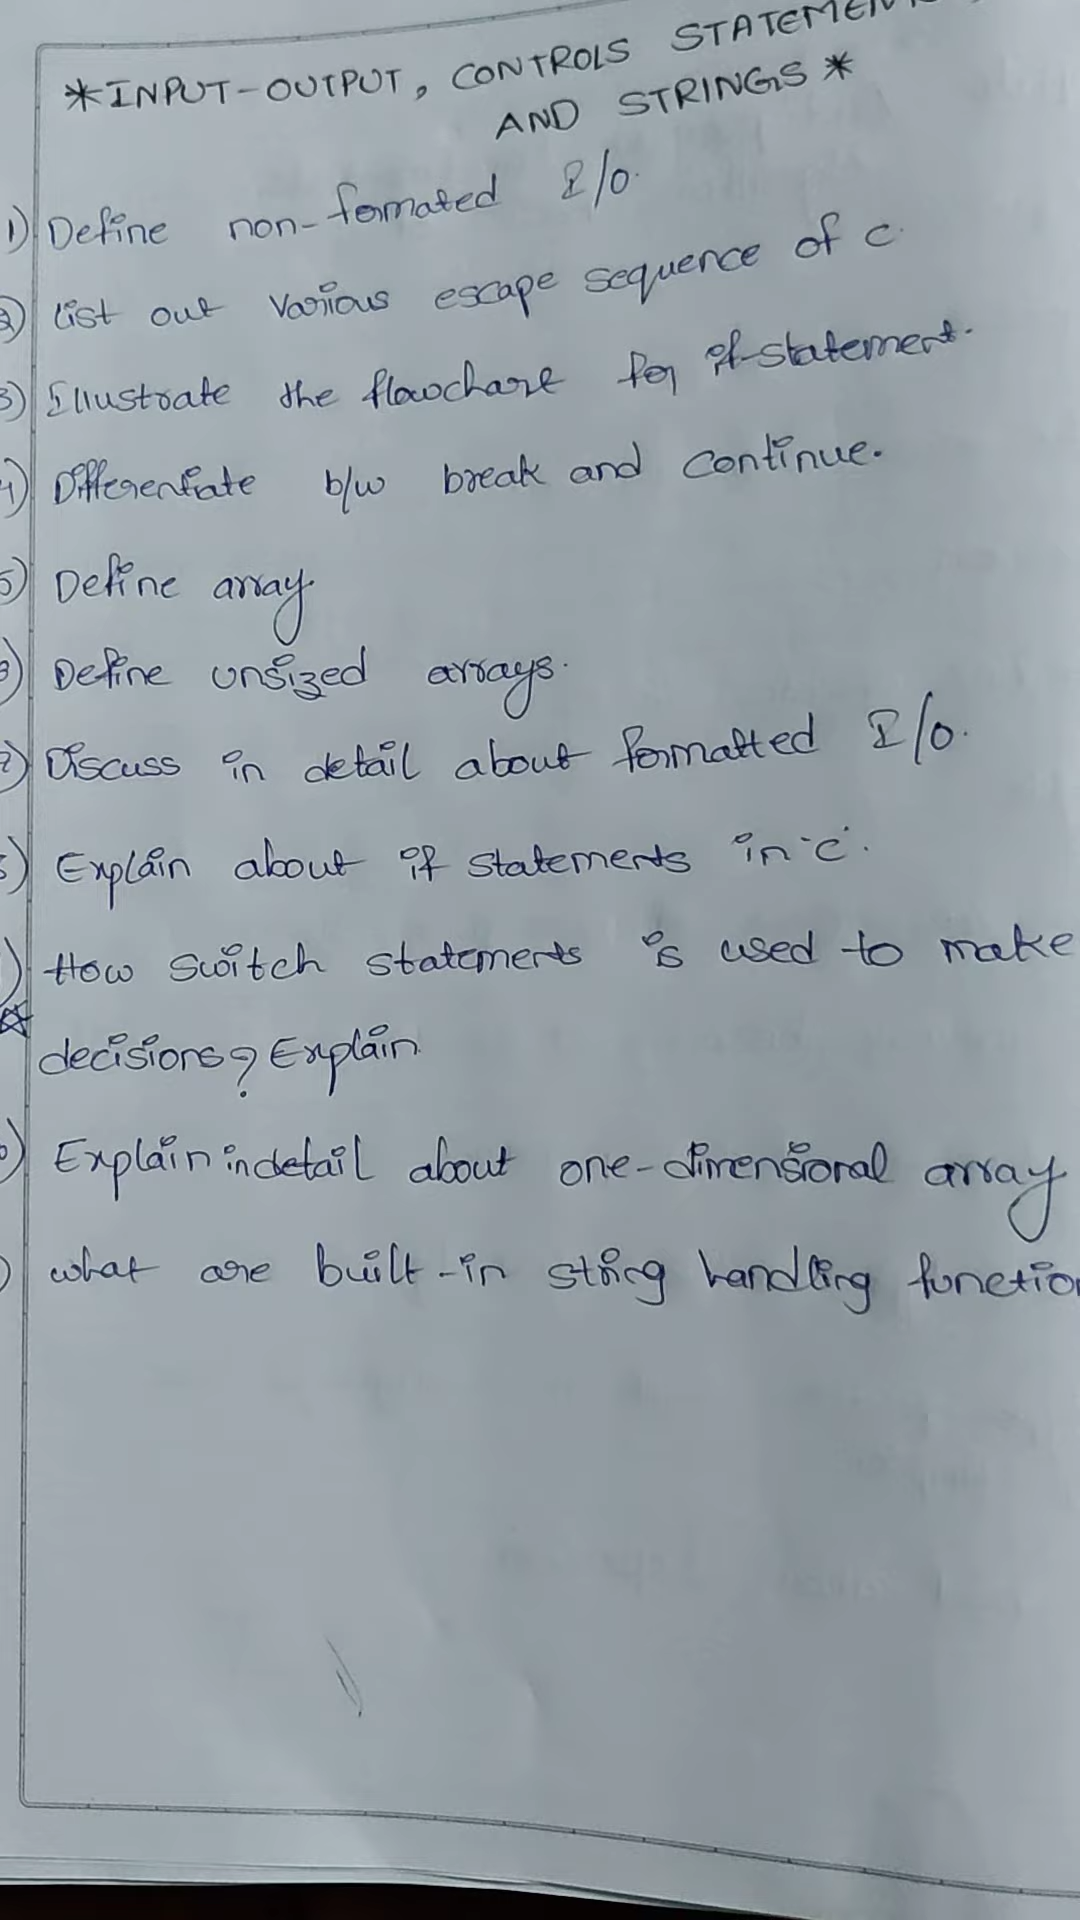 *INPUT-OUTPUT, CONTROLS STATEMEN
AND STRINGS *
1) Define non-formated I/O.
2) list out various escape sequence of c.
3) Illustrate the flowchart for if-statement.
4) Differentiate b/w break and continue.
5) Define array.
) Define unsized arrays.
7) Discuss in detail about formatted I/O.
) Explain about if statements in 'c'.
) How switch statements is used to make
decisions? Explain.
) Explain indetail about one-dimensional array
) what are built-in string handling function